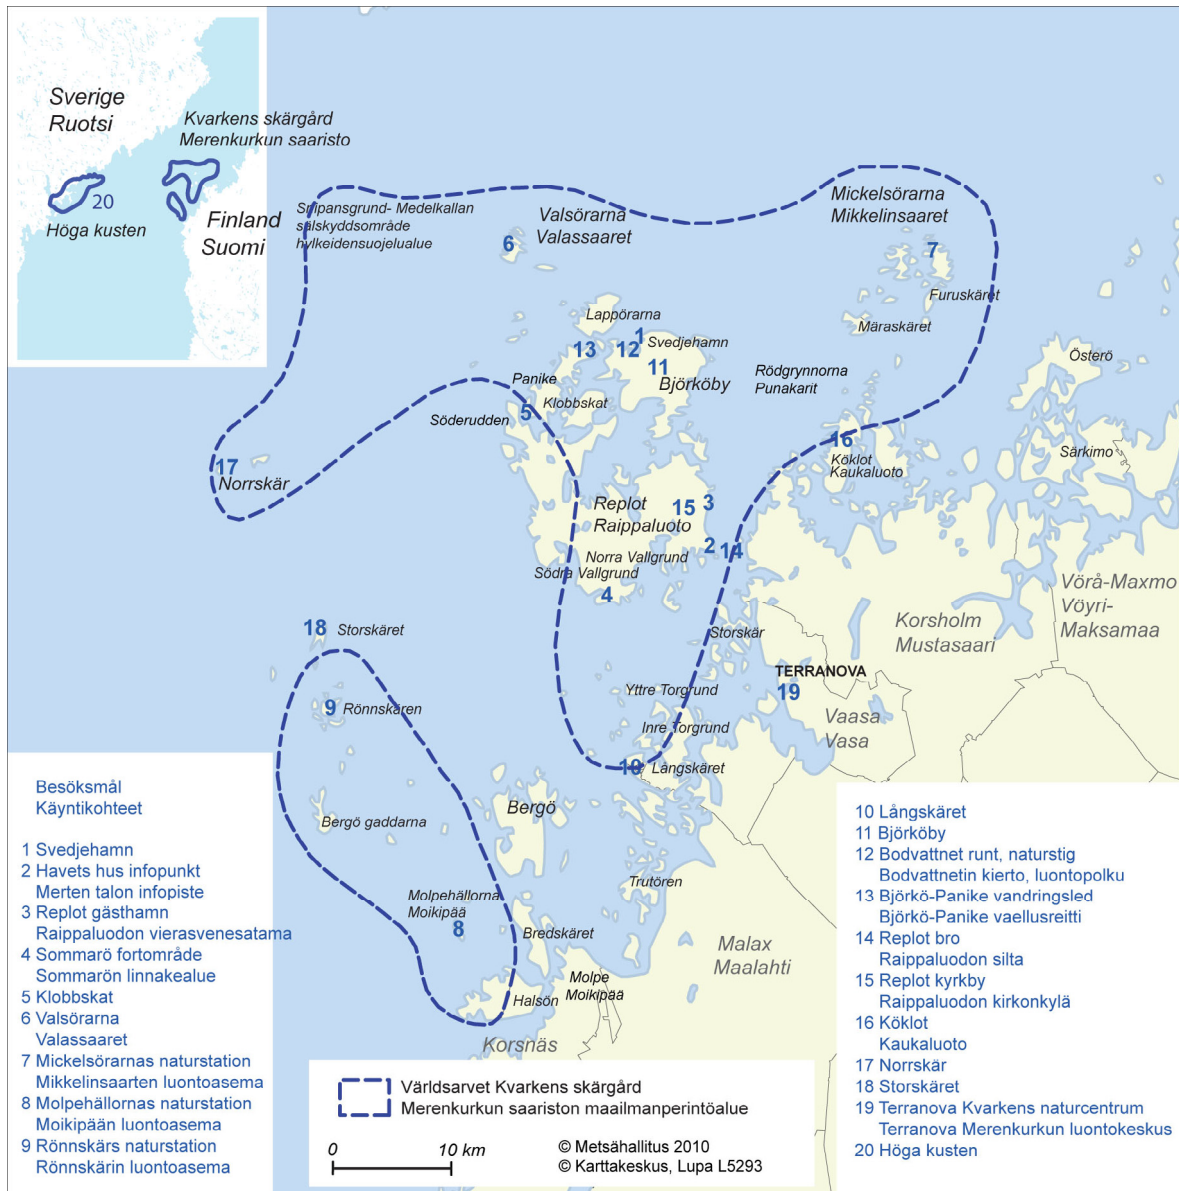 Sverige
Ruotsi
Kvarkens skärgård
Merenkurkun saaristo
20
Höga kusten
Finland
Suomi
Snipansgrund- Medelkallan
sälskyddsområde
hylkeidensuojelualue
Valsörarna
Valassaaret
6
Mickelsörarna
Mikkelinsaaret
7
Furuskäret
Märaskäret
Lappörarna
1
Svedjehamn
12
13
11
Björköby
Panike
Klobbskat
Söderudden
5
Rödgrynnorna
Punakarit
Österö
Särkimo
16
Köklot
Kaukaluoto
17
Norrskär
Replot
Raippaluoto
15
3
2
14
Norra Vallgrund
Södra Vallgrund
4
Vörå-Maxmo
Vöyri-
Maksamaa
Korsholm
Mustasaari
18
Storskäret
Storskär
TERRANOVA
19
Vaasa
Vasa
9
Rönnskären
Yttre Torgrund
Inre Torgrund
10
Långskäret
Bergö
Bergö gaddarna
Trutören
Molpehällorna
Moikipää
8
Bredskäret
Malax
Maalahti
Molpe
Moikipää
Halsön
Korsnäs
Besöksmål
Käyntikohteet
1 Svedjehamn
2 Havets hus infopunkt
Merten talon infopiste
3 Replot gästhamn
Raippaluodon vierasvenesatama
4 Sommarö fortområde
Sommarön linnakealue
5 Klobbskat
6 Valsörarna
Valassaaret
7 Mickelsörarnas naturstation
Mikkelinsaarten luontoasema
8 Molpehällornas naturstation
Moikipään luontoasema
9 Rönnskärs naturstation
Rönnskärin luontoasema
10 Långskäret
11 Björköby
12 Bodvattnet runt, naturstig
Bodvattnetin kierto, luontopolku
13 Björkö-Panike vandringsled
Björkö-Panike vaellusreitti
14 Replot bro
Raippaluodon silta
15 Replot kyrkby
Raippaluodon kirkonkylä
16 Köklot
Kaukaluoto
17 Norrskär
18 Storskäret
19 Terranova Kvarkens naturcentrum
Terranova Merenkurkun luontokeskus
20 Höga kusten
Världsarvet Kvarkens skärgård
Merenkurkun saariston maailmanperintöalue
0 10 km
© Metsähallitus 2010
© Karttakeskus, Lupa L5293